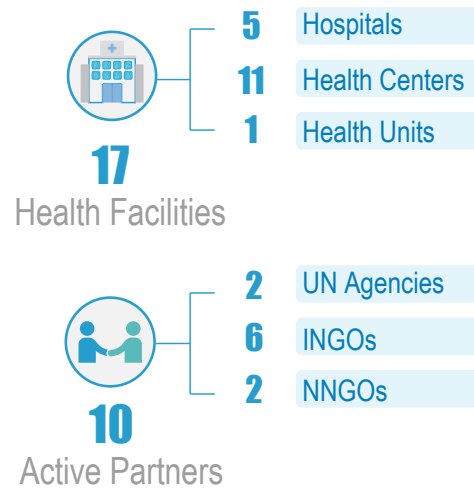 5 Hospitals
11 Health Centers
1 Health Units
17
Health Facilities
2 UN Agencies
6 INGOs
2 NNGOs
10
Active Partners